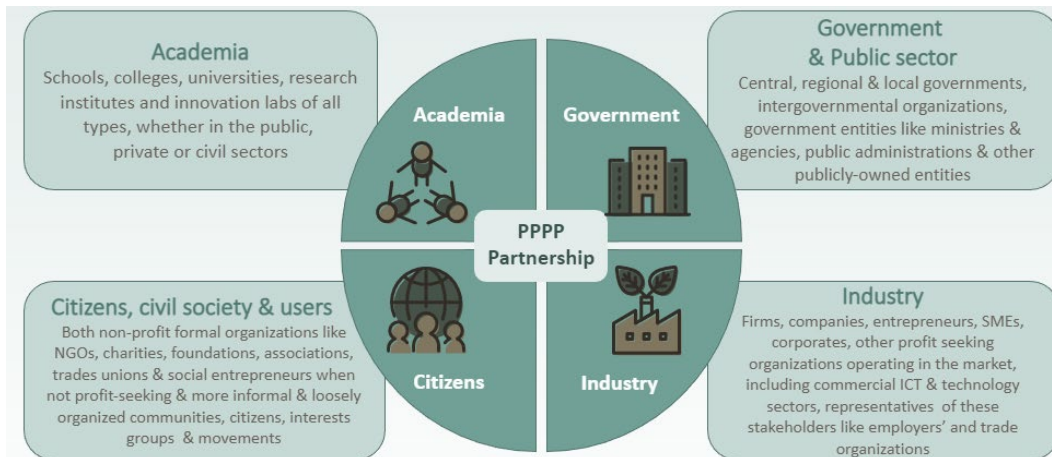 Academia
Schools, colleges, universities, research
institutes and innovation labs of all
types, whether in the public,
private or civil sectors
Government
& Public sector
Central, regional & local governments,
intergovernmental organizations,
government entities like ministries &
agencies, public administrations & other
publicly-owned entities
Academia
Government
PPPP
Partnership
Citizens
Industry
Citizens, civil society & users
Both non-profit formal organizations like
NGOs, charities, foundations, associations,
trades unions & social entrepreneurs when
not profit-seeking & more informal & loosely
organized communities, citizens, interests
groups & movements
Industry
Firms, companies, entrepreneurs, SMEs,
corporates, other profit seeking
organizations operating in the market,
including commercial ICT & technology
sectors, representatives of these
stakeholders like employers’ and trade
organizations